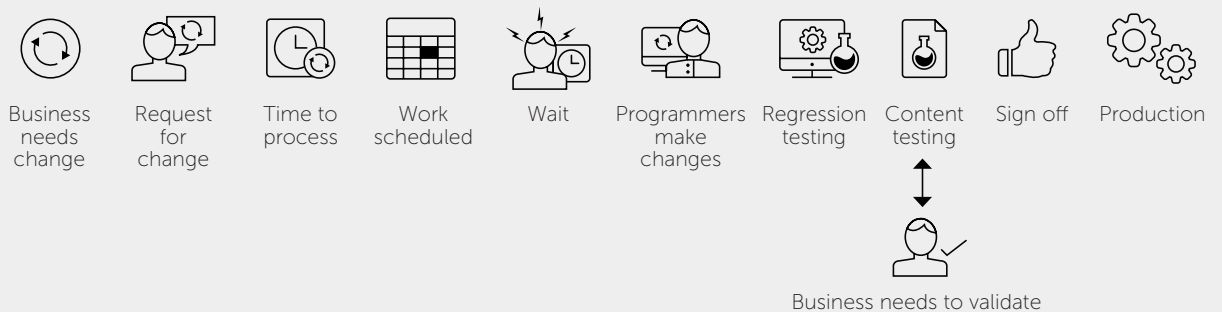 Business needs change
Request for change
Time to process
Work scheduled
Wait
Programmers make changes
Regression testing
Content testing
Sign off
Production
Business needs to validate